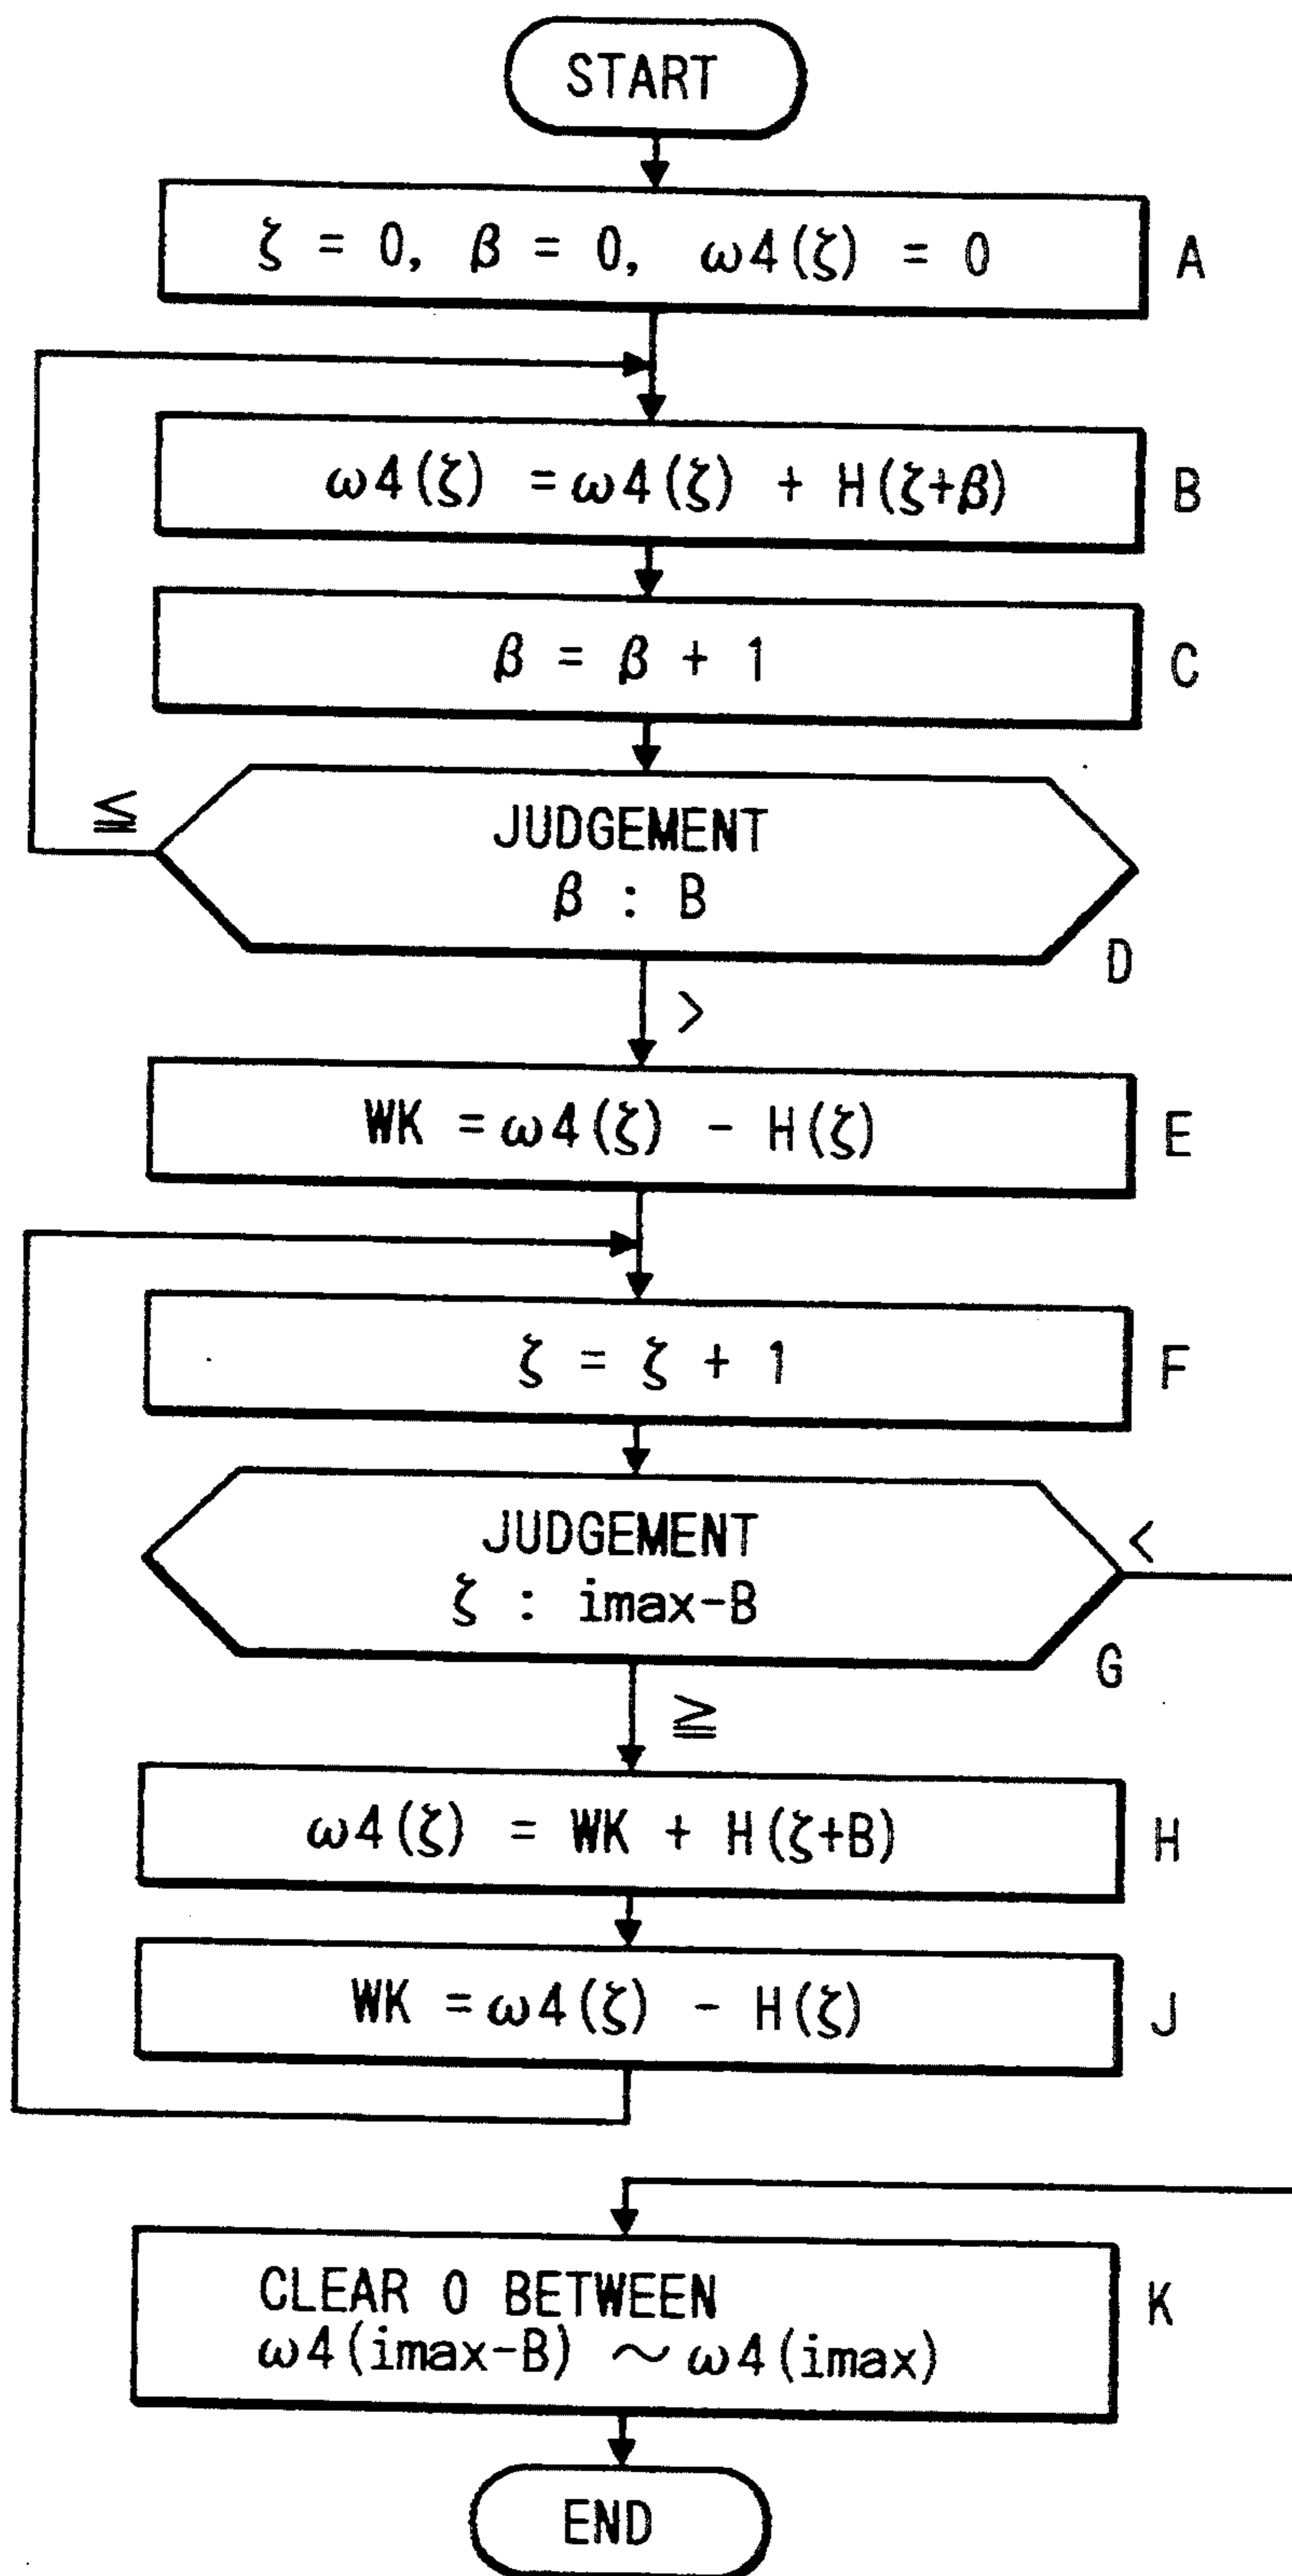 START
ζ = 0, β = 0, ω4(ζ) = 0
A
ω4(ζ) = ω4(ζ) + H(ζ+β)
B
β = β + 1
C
≦
JUDGEMENT
β : B
D
>
WK = ω4(ζ) - H(ζ)
E
ζ = ζ + 1
F
JUDGEMENT
<
ζ : imax-B
G
≧
ω4(ζ) = WK + H(ζ+B)
H
WK = ω4(ζ) - H(ζ)
J
CLEAR 0 BETWEEN
K
ω4(imax-B) ~ ω4(imax)
END